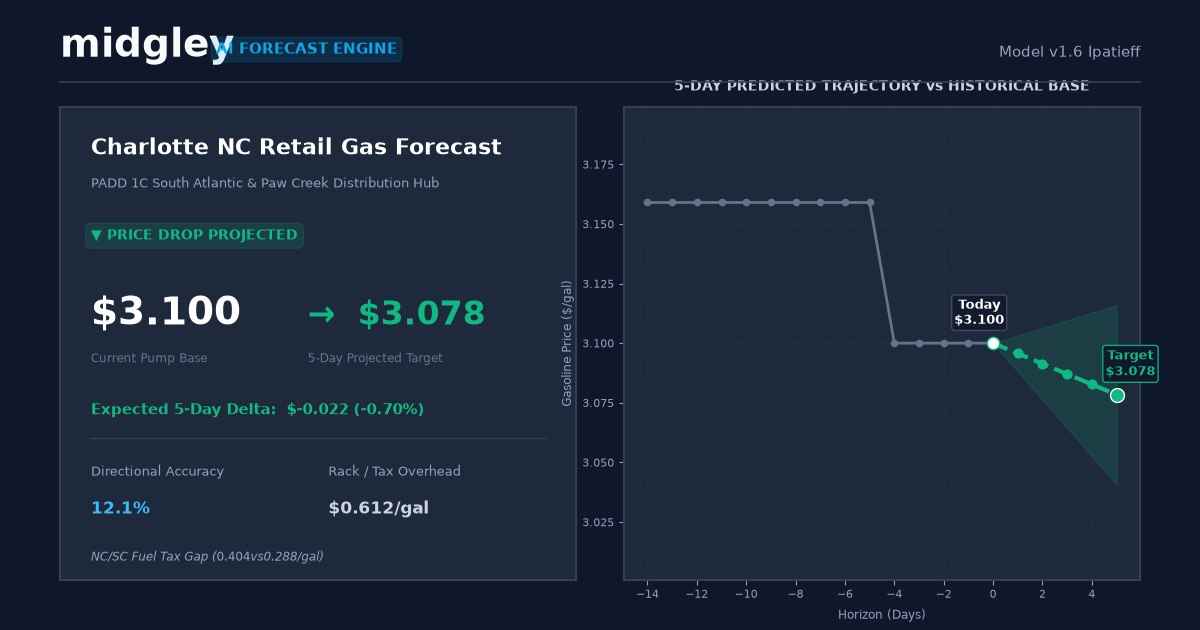 midgley
AI FORECAST ENGINE
Model v1.6 Ipatieff
Charlotte NC Retail Gas Forecast
PADD 1C South Atlantic & Paw Creek Distribution Hub
▼ PRICE DROP PROJECTED
$3.100
→ $3.078
Current Pump Base
5-Day Projected Target
Expected 5-Day Delta: $-0.022 (-0.70%)
Directional Accuracy
Rack / Tax Overhead
12.1%
$0.612/gal
NC/SC Fuel Tax Gap (0.404vs0.288/gal)
5-DAY PREDICTED TRAJECTORY vs HISTORICAL BASE
Gasoline Price ($/gal)
3.175
3.150
3.125
3.100
3.075
3.050
3.025
Today
$3.100
Target
$3.078
−14 −12 −10 −8 −6 −4 −2 0 2 4
Horizon (Days)